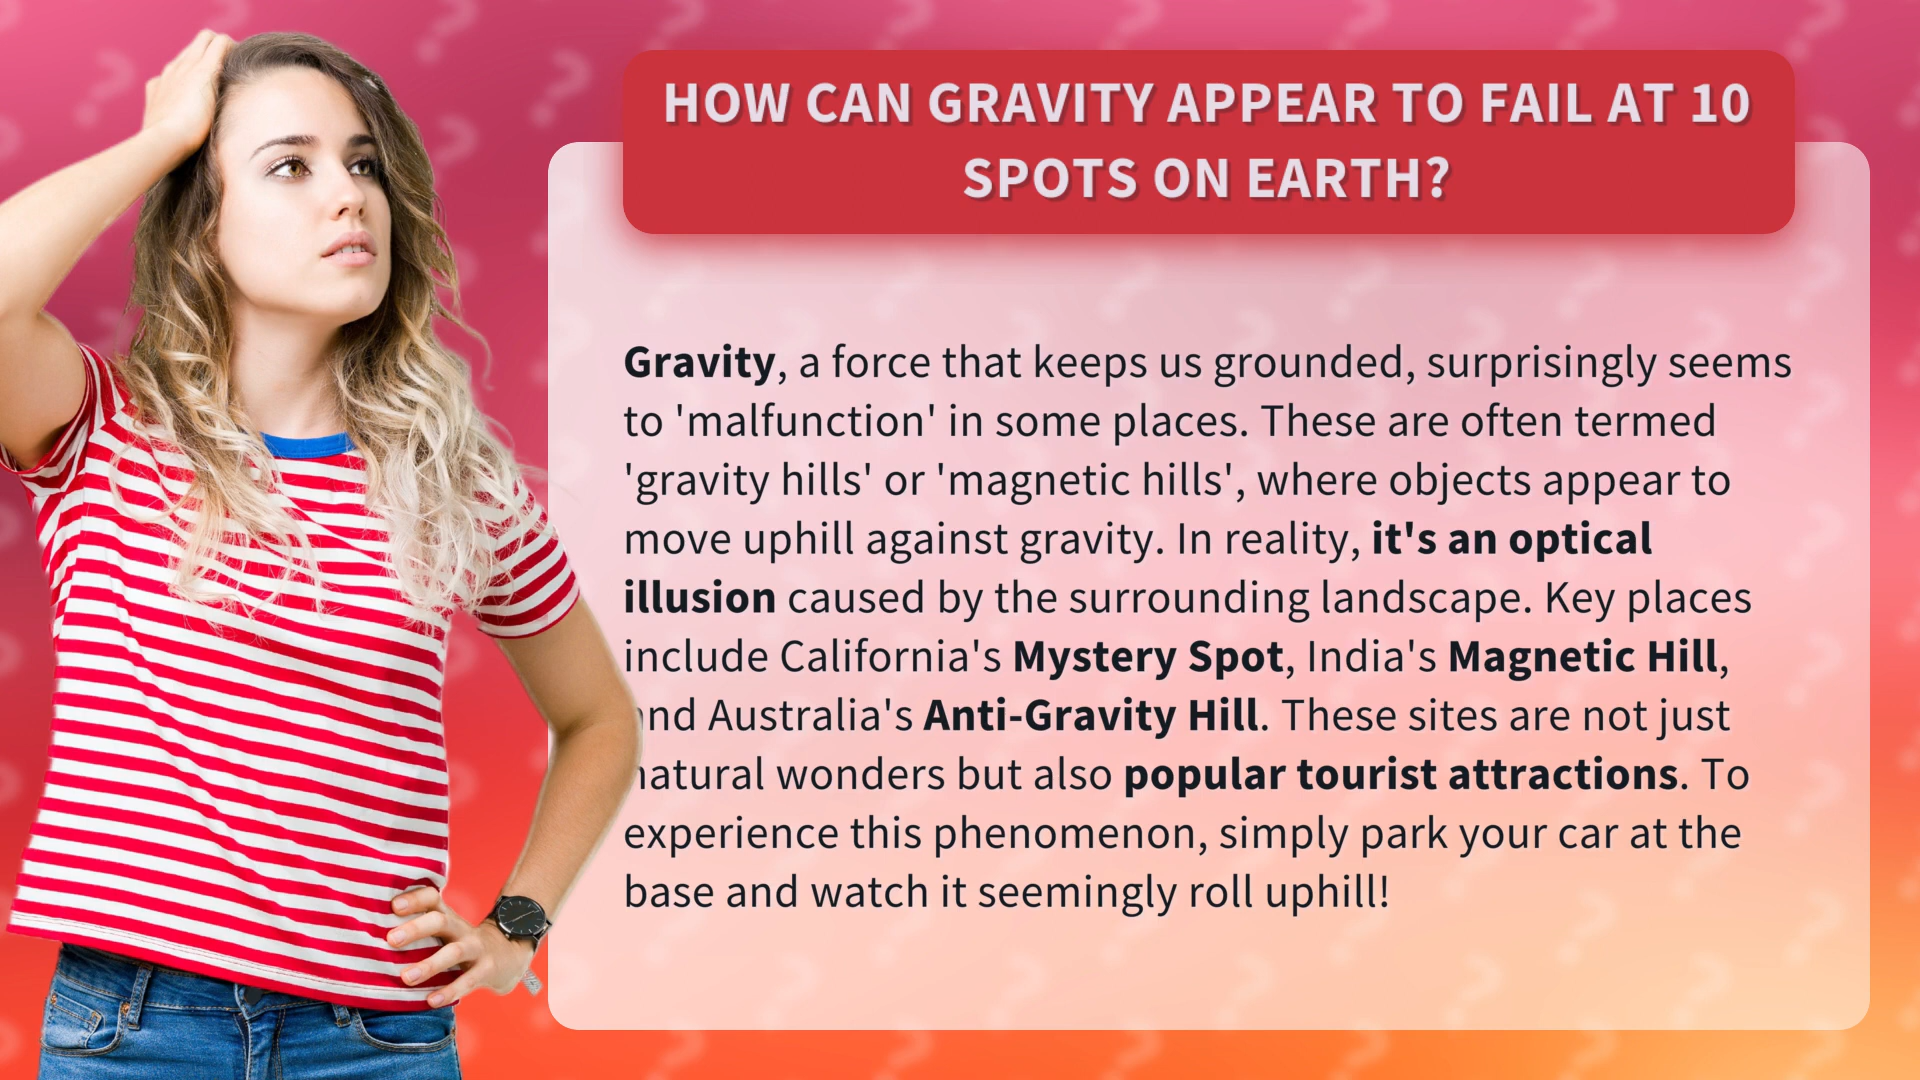 HOW CAN GRAVITY APPEAR TO FAIL AT 10
SPOTS ON EARTH?
Gravity, a force that keeps us grounded, surprisingly seems
to 'malfunction' in some places. These are often termed
'gravity hills' or 'magnetic hills', where objects appear to
move uphill against gravity. In reality, it's an optical
illusion caused by the surrounding landscape. Key places
include California's Mystery Spot, India's Magnetic Hill,
and Australia's Anti-Gravity Hill. These sites are not just
natural wonders but also popular tourist attractions. To
experience this phenomenon, simply park your car at the
base and watch it seemingly roll uphill!